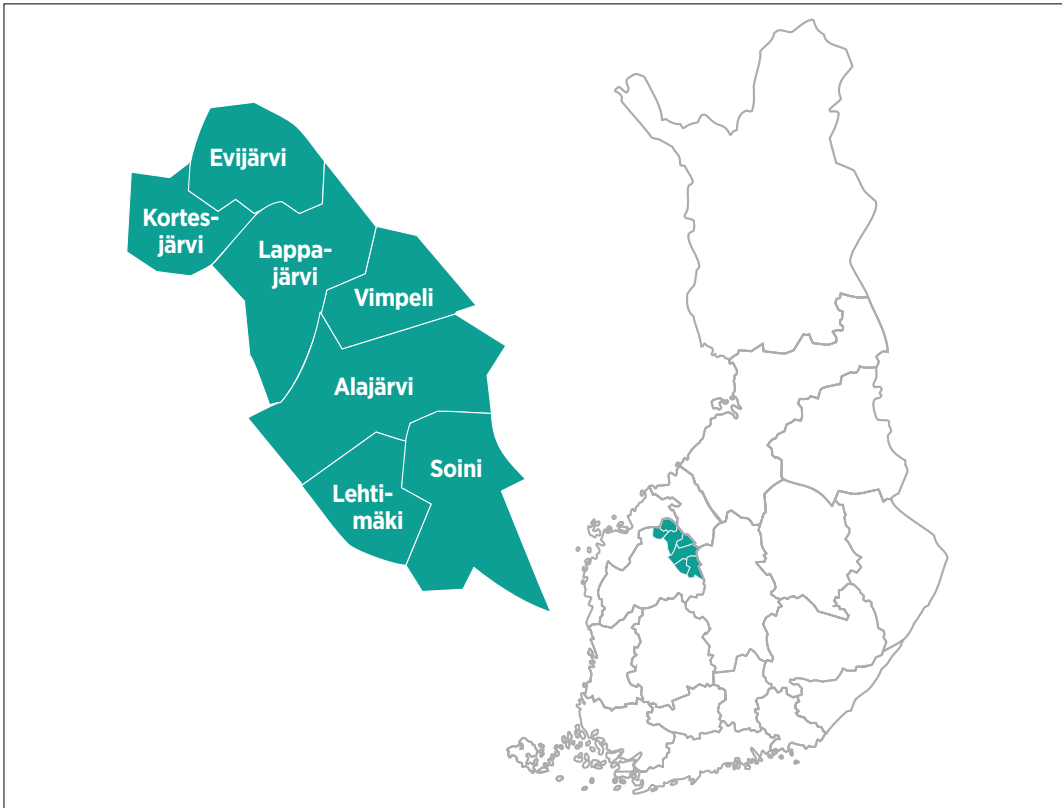 Evijärvi
Kortes-
järvi
Lappa-
järvi
Vimpeli
Alajärvi
Soini
Lehti-
mäki